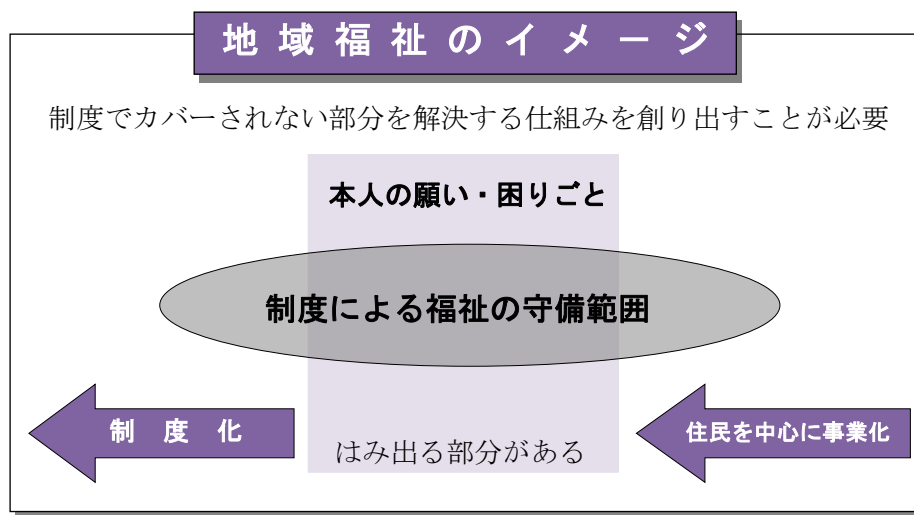 地域福祉のイメージ
制度でカバーされない部分を解決する仕組みを創り出すことが必要
本人の願い・困りごと
制度による福祉の守備範囲
制度化
はみ出る部分がある
住民を中心に事業化